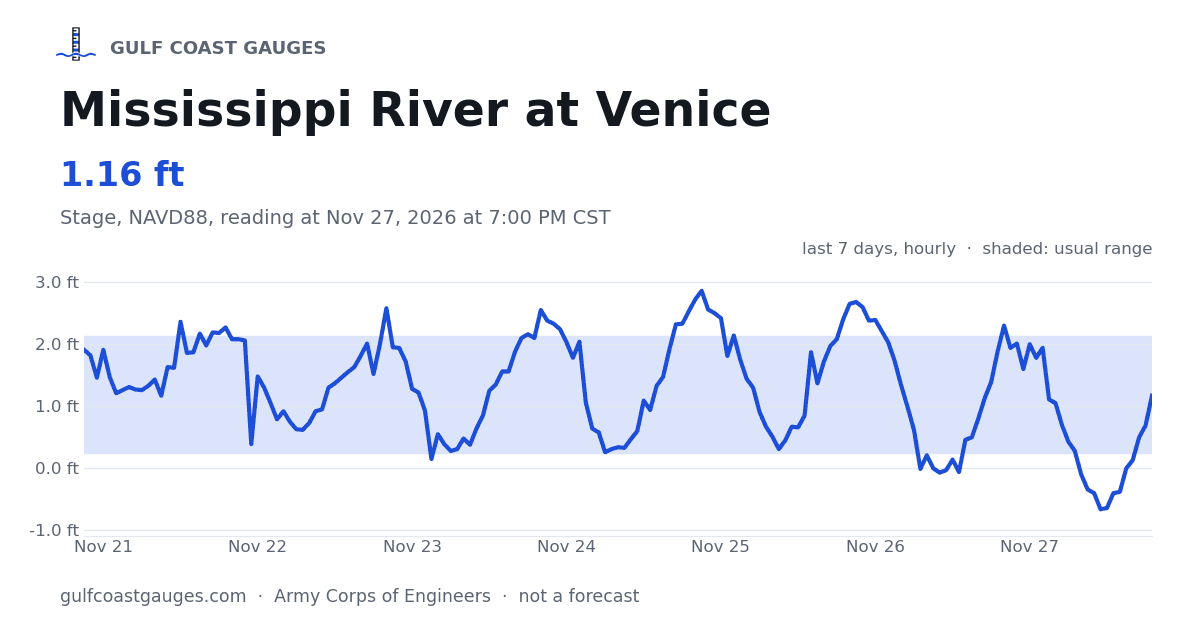 GULF COAST GAUGES
Mississippi River at Venice
1.16 ft
Stage, NAVD88, reading at Nov 27, 2026 at 7:00 PM CST
last 7 days, hourly · shaded: usual range
3.0 ft
2.0 ft
1.0 ft
0.0 ft
-1.0 ft
Nov 21 Nov 22 Nov 23 Nov 24 Nov 25 Nov 26 Nov 27
gulfcoastgauges.com · Army Corps of Engineers · not a forecast